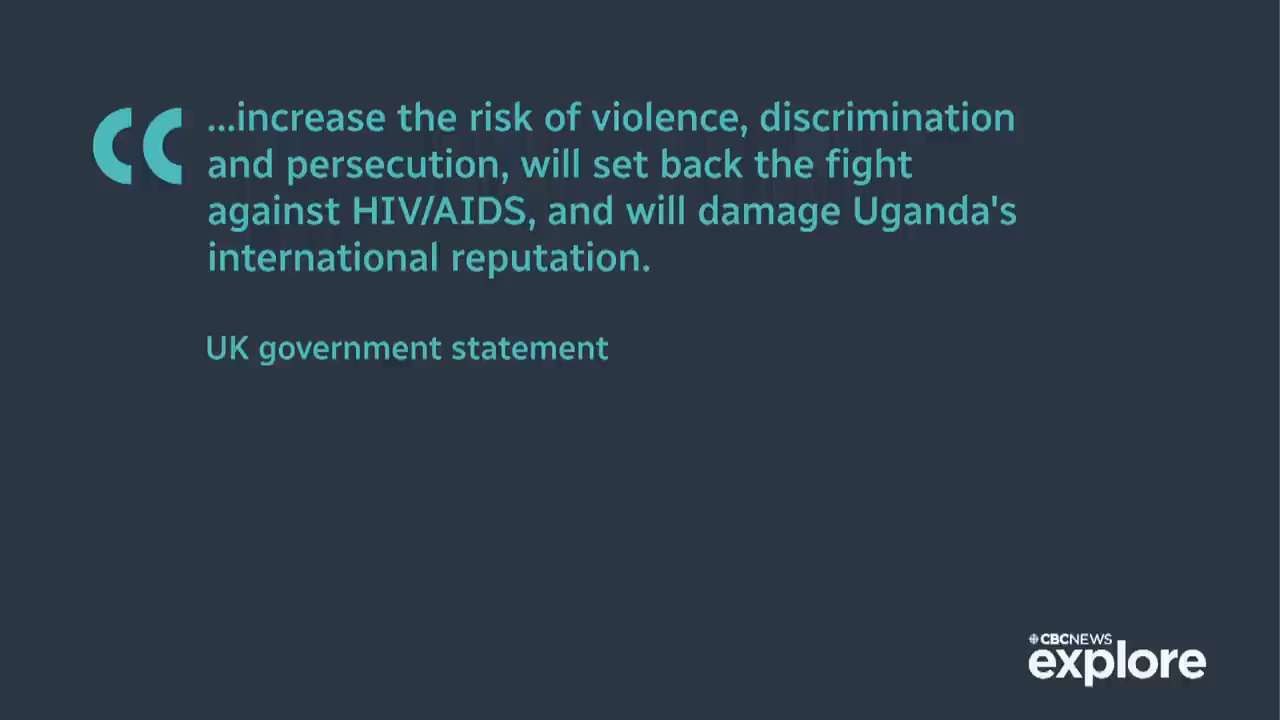 ...increase the risk of violence, discrimination
and persecution, will set back the fight
against HIV/AIDS, and will damage Uganda's
international reputation.
UK government statement
CBCNEWS
explore